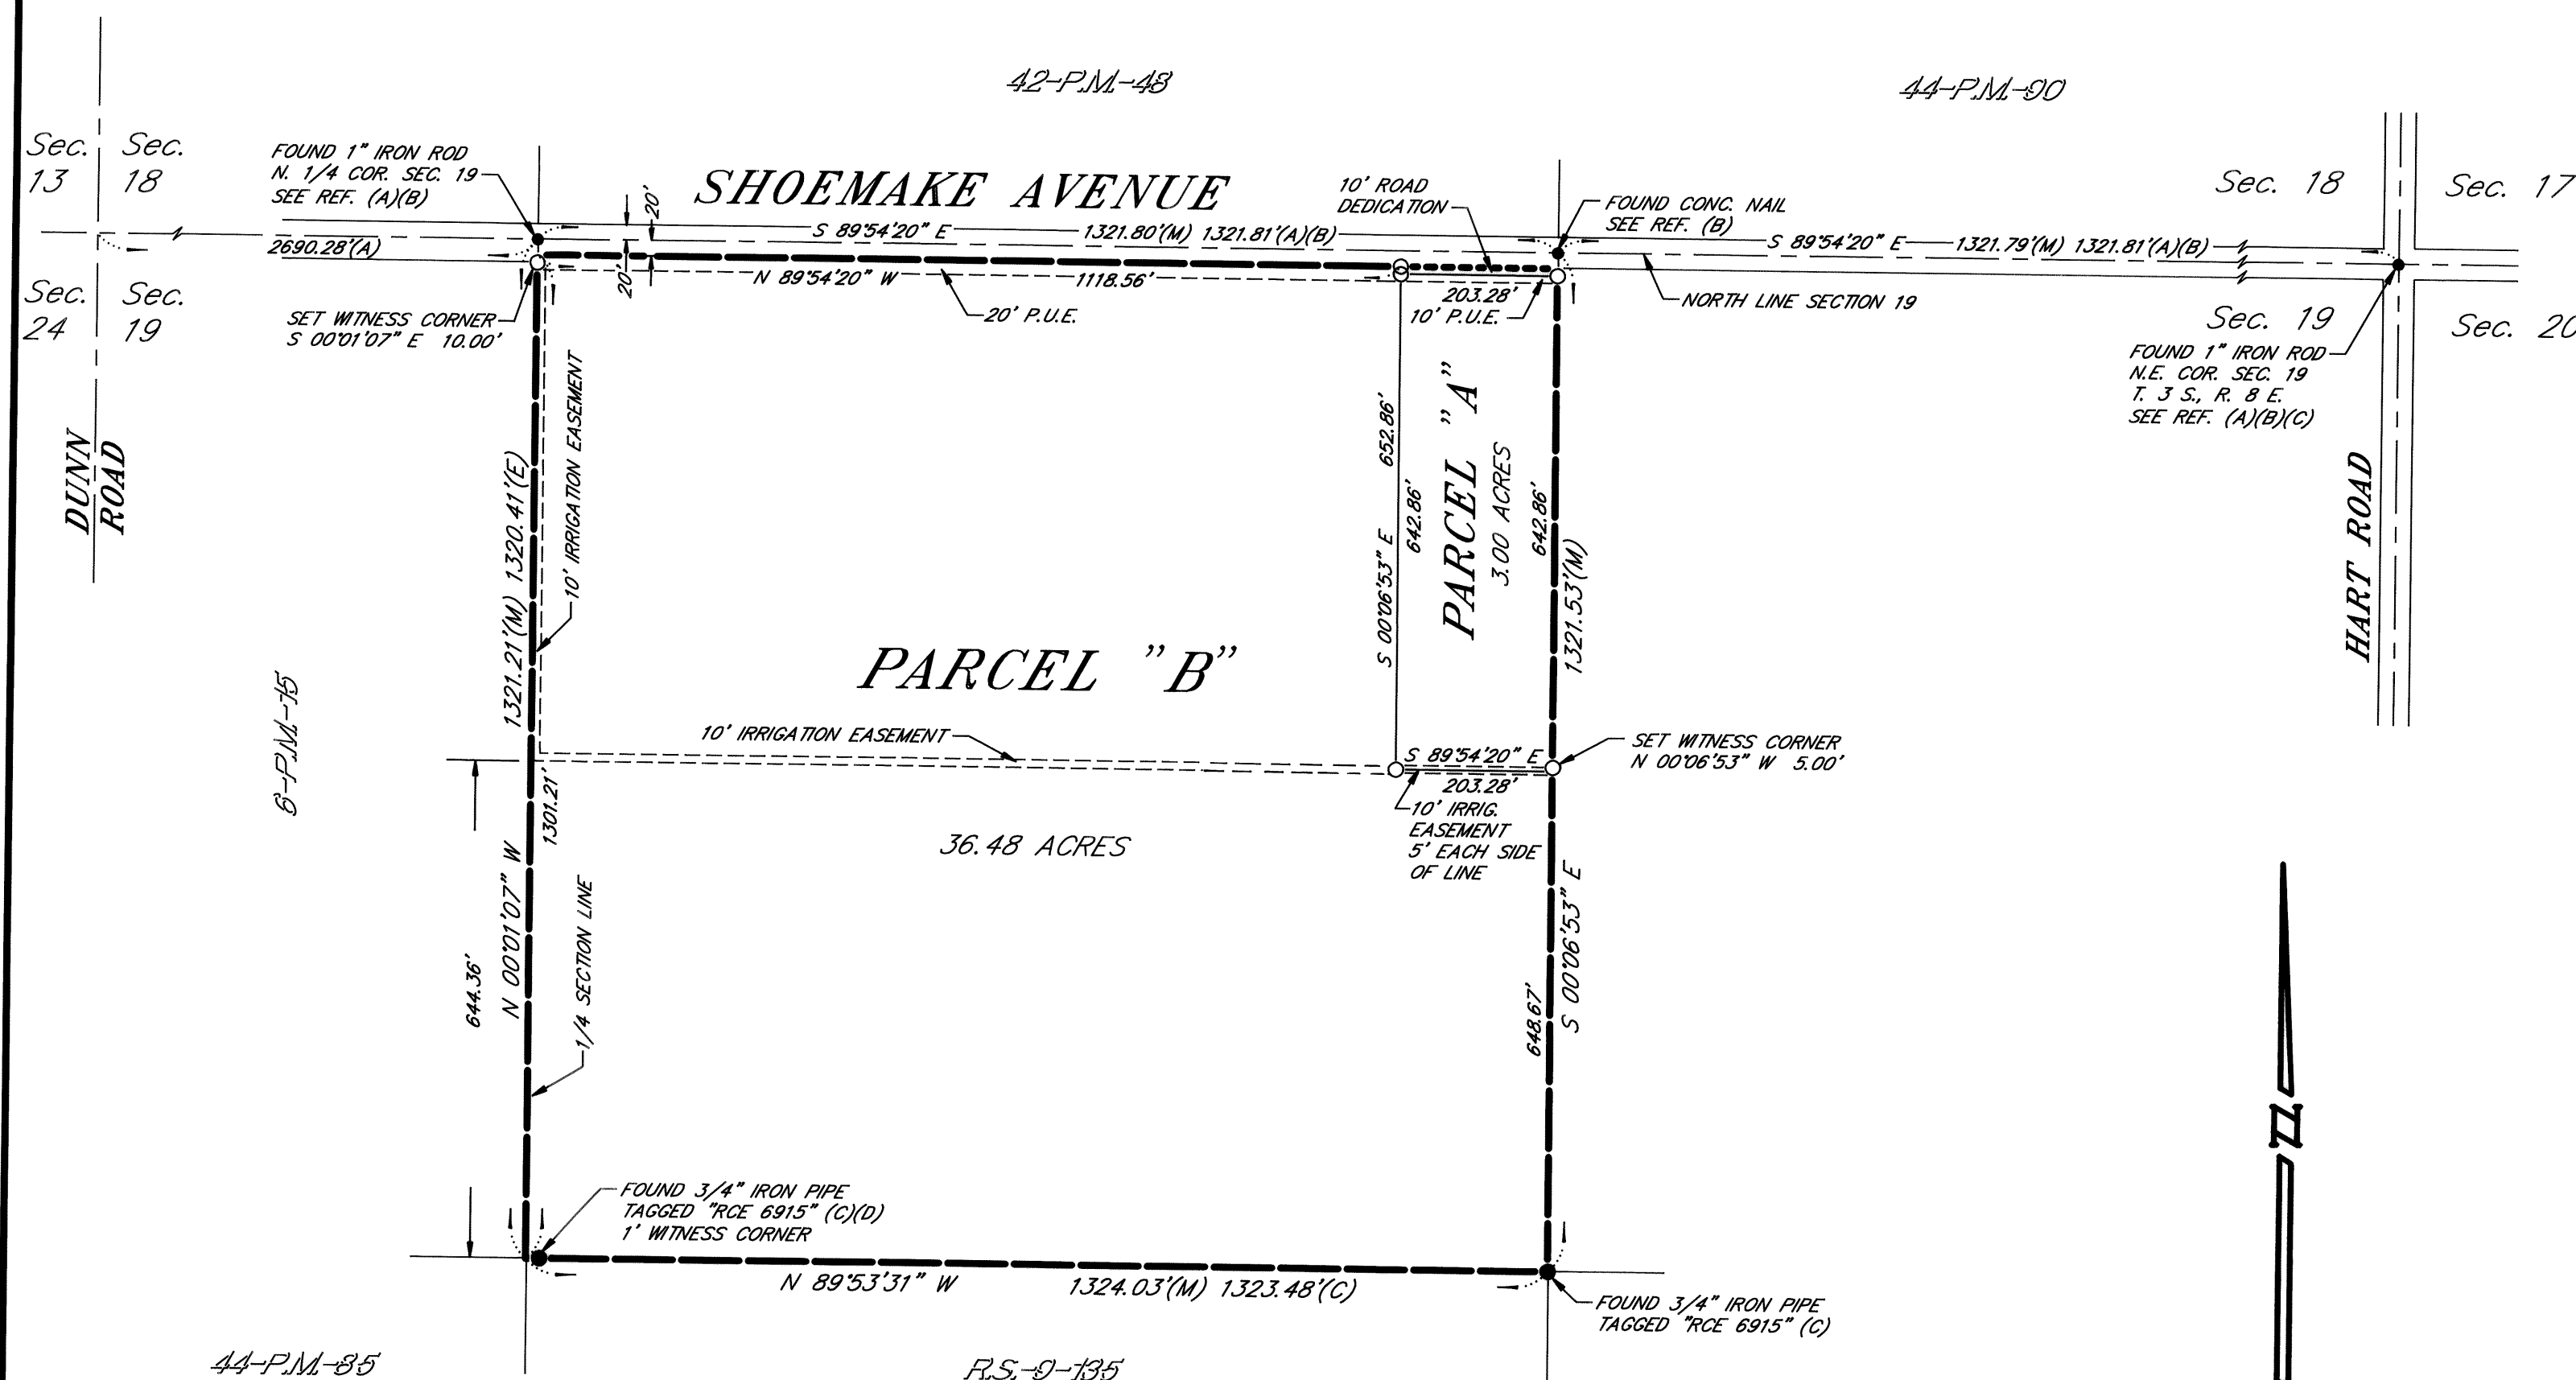 42-P.M.-48
44-P.M.-90
Sec. 13
Sec. 18
Sec. 24
Sec. 19
DUNN
ROAD
FOUND 1" IRON ROD
N. 1/4 COR. SEC. 19
SEE REF. (A)(B)
2690.28'(A)
SET WITNESS CORNER
S 00°01'07" E 10.00'
SHOEMAKE AVENUE
20'
20'
S 89°54'20" E 1321.80'(M) 1321.81'(A)(B)
N 89°54'20" W 1118.56'
20' P.U.E.
10' ROAD
DEDICATION
FOUND CONC. NAIL
SEE REF. (B)
S 89°54'20" E 1321.79'(M) 1321.81'(A)(B)
203.28'
10' P.U.E.
NORTH LINE SECTION 19
Sec. 18
Sec. 17
Sec. 19
Sec. 20
FOUND 1" IRON ROD
N.E. COR. SEC. 19
T. 3 S., R. 8 E.
SEE REF. (A)(B)(C)
HART ROAD
10' IRRIGATION EASEMENT
1321.21'(M) 1320.41'(E)
S 00°06'53" E 652.86'
642.86'
PARCEL "A"
3.00 ACRES
642.86'
1321.53'(M)
PARCEL "B"
6-P.M.-15
10' IRRIGATION EASEMENT
S 89°54'20" E
203.28'
SET WITNESS CORNER
N 00°06'53" W 5.00'
10' IRRIG.
EASEMENT
5' EACH SIDE
OF LINE
1301.21'
36.48 ACRES
N 00°01'07" W
644.36'
1/4 SECTION LINE
648.67'
S 00°06'53" E
FOUND 3/4" IRON PIPE
TAGGED "RCE 6915" (C)(D)
1' WITNESS CORNER
N 89°53'31" W 1324.03'(M) 1323.48'(C)
FOUND 3/4" IRON PIPE
TAGGED "RCE 6915" (C)
44-P.M.-85
R.S.-9-135
N